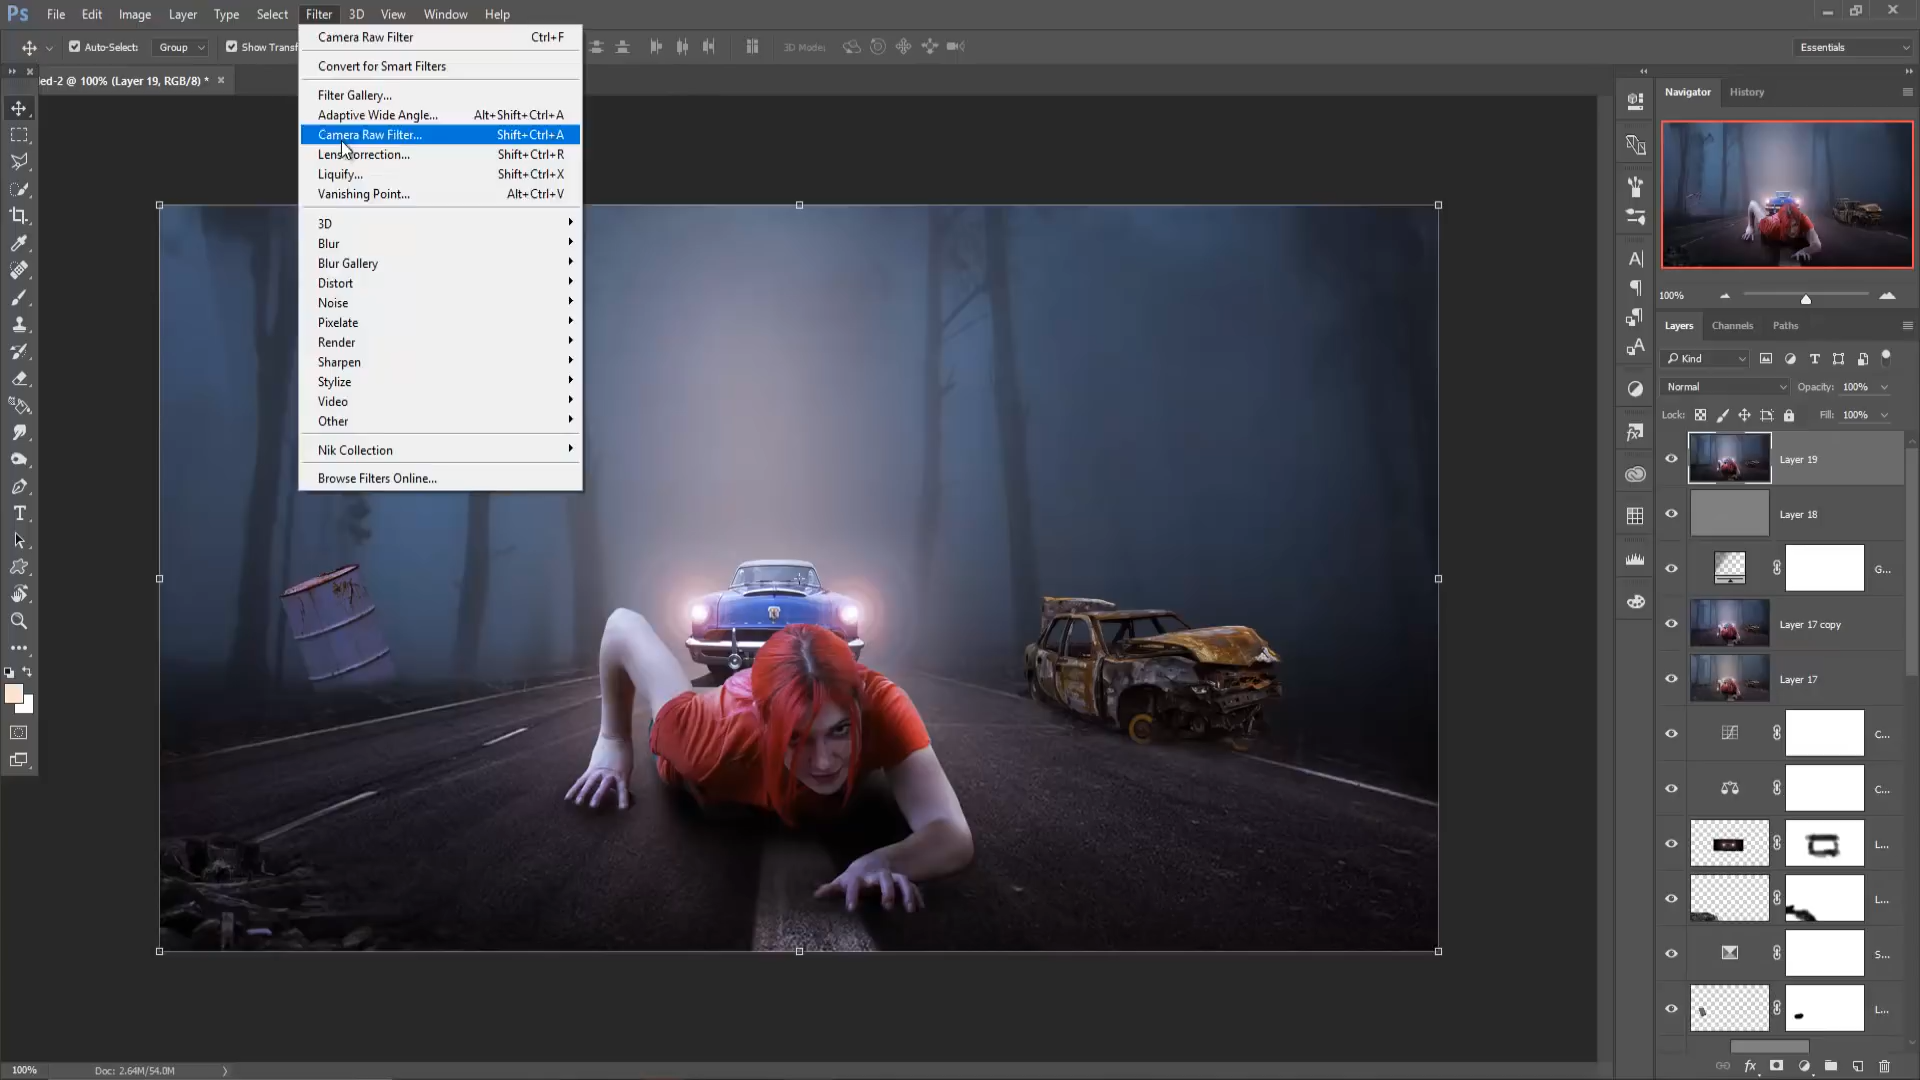 Ps File Edit Image Layer Type Select Filter 3D View Window Help
Auto-Select: Group Show Transf 3D Mode: Essentials
ed-2 @ 100% (Layer 19, RGB/8) *
Camera Raw Filter Ctrl+F
Convert for Smart Filters
Filter Gallery...
Adaptive Wide Angle... Alt+Shift+Ctrl+A
Camera Raw Filter... Shift+Ctrl+A
Lens Correction... Shift+Ctrl+R
Liquify... Shift+Ctrl+X
Vanishing Point... Alt+Ctrl+V
3D
Blur
Blur Gallery
Distort
Noise
Pixelate
Render
Sharpen
Stylize
Video
Other
Nik Collection
Browse Filters Online...
Navigator History
100%
Layers Channels Paths
Kind
Normal Opacity: 100%
Lock: Fill: 100%
Layer 19
Layer 18
G...
Layer 17 copy
Layer 17
C...
C...
L...
L...
S...
L...
100% Doc: 2.64M/54.0M